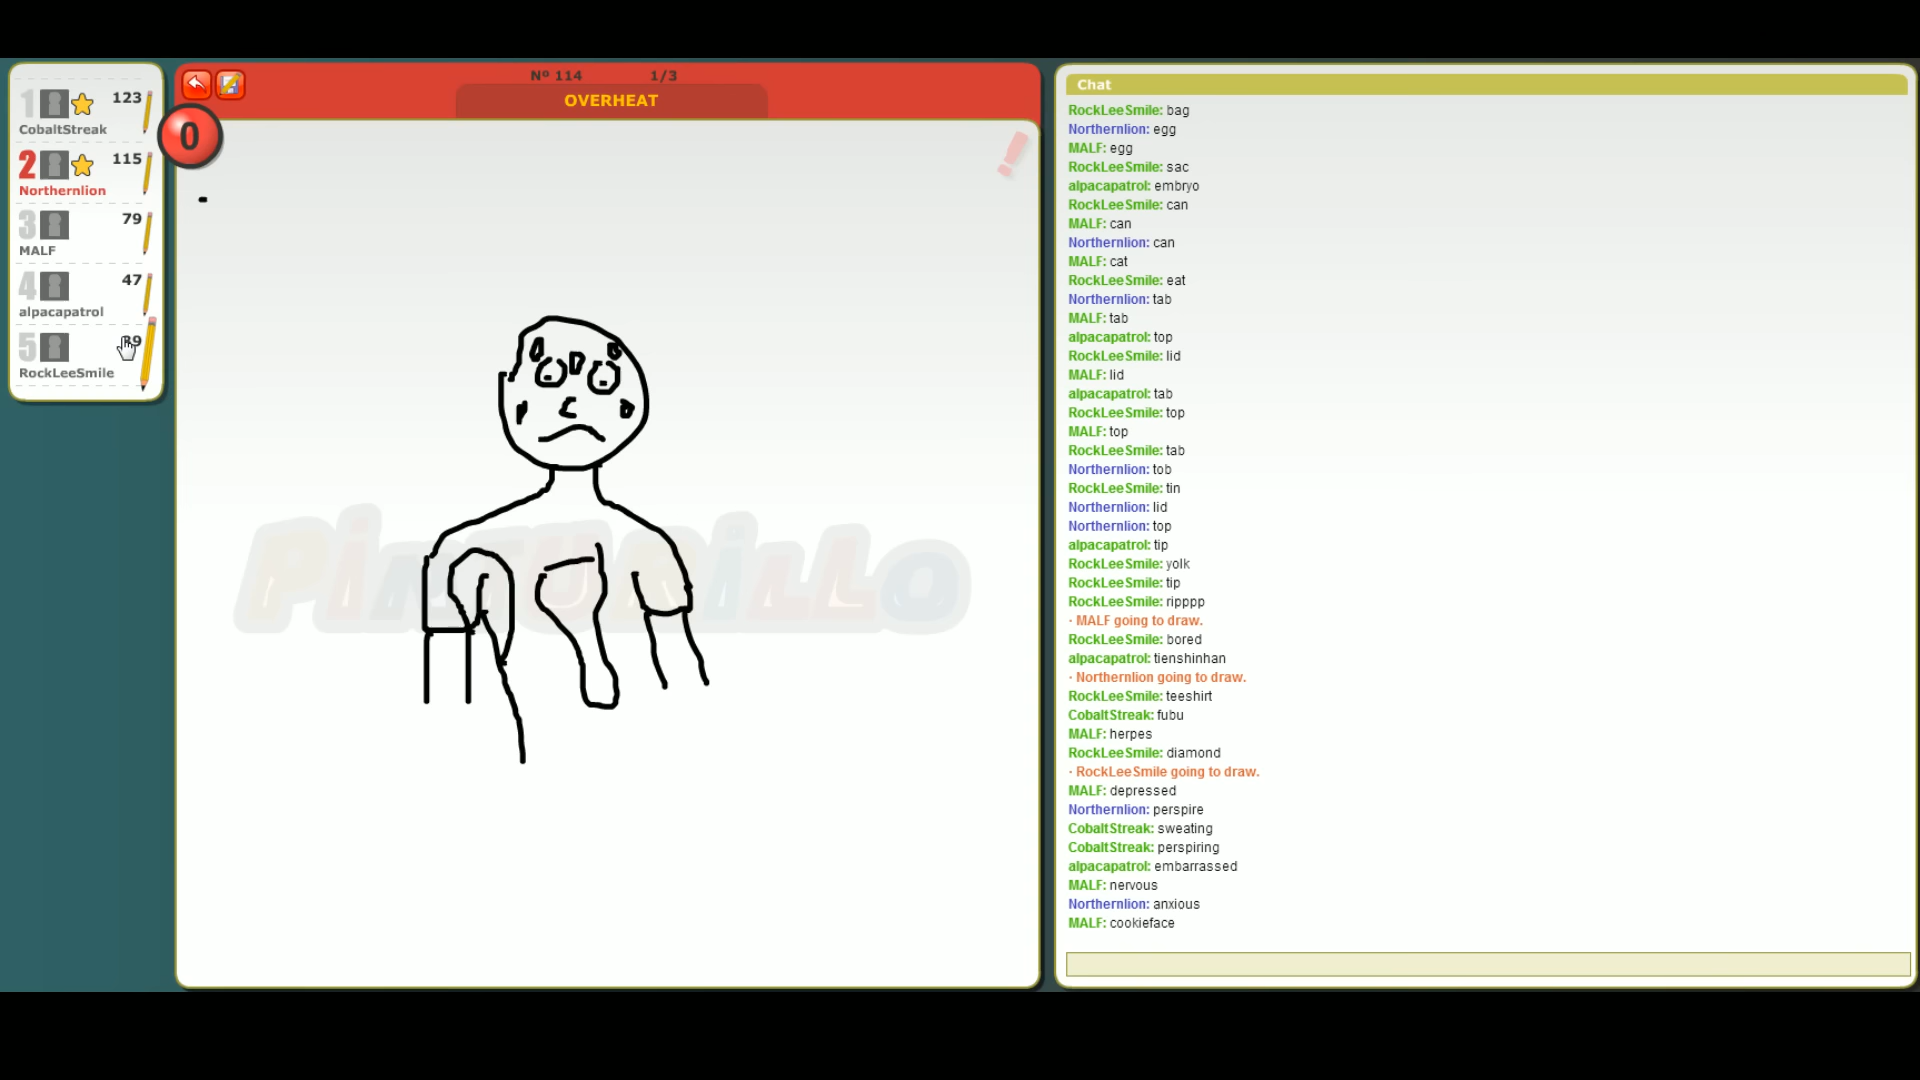 1 123
CobaltStreak
2 115
Northernlion
3 79
MALF
4 47
alpacapatrol
5 39
RockLeeSmile
Nº 114 1/3
OVERHEAT
0
!
PINTURILLO
Chat
RockLeeSmile: bag
Northernlion: egg
MALF: egg
RockLeeSmile: sac
alpacapatrol: embryo
RockLeeSmile: can
MALF: can
Northernlion: can
MALF: cat
RockLeeSmile: eat
Northernlion: tab
MALF: tab
alpacapatrol: top
RockLeeSmile: lid
MALF: lid
alpacapatrol: tab
RockLeeSmile: top
MALF: top
RockLeeSmile: tab
Northernlion: tob
RockLeeSmile: tin
Northernlion: lid
Northernlion: top
alpacapatrol: tip
RockLeeSmile: yolk
RockLeeSmile: tip
RockLeeSmile: ripppp
· MALF going to draw.
RockLeeSmile: bored
alpacapatrol: tienshinhan
· Northernlion going to draw.
RockLeeSmile: teeshirt
CobaltStreak: fubu
MALF: herpes
RockLeeSmile: diamond
· RockLeeSmile going to draw.
MALF: depressed
Northernlion: perspire
CobaltStreak: sweating
CobaltStreak: perspiring
alpacapatrol: embarrassed
MALF: nervous
Northernlion: anxious
MALF: cookieface